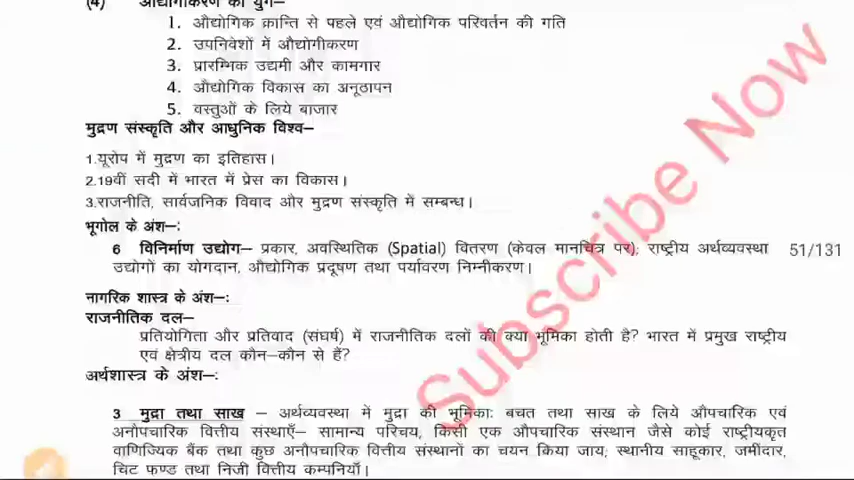 (4) औद्योगीकरण का युग–
1. औद्योगिक क्रान्ति से पहले एवं औद्योगिक परिवर्तन की गति
2. उपनिवेशों में औद्योगीकरण
3. प्रारम्भिक उद्यमी और कामगार
4. औद्योगिक विकास का अनूठापन
5. वस्तुओं के लिये बाजार
मुद्रण संस्कृति और आधुनिक विश्व–
1.यूरोप में मुद्रण का इतिहास।
2.19वीं सदी में भारत में प्रेस का विकास।
3.राजनीति, सार्वजनिक विवाद और मुद्रण संस्कृति में सम्बन्ध।
भूगोल के अंश–:
6 विनिर्माण उद्योग– प्रकार, अवस्थितिक (Spatial) वितरण (केवल मानचित्र पर); राष्ट्रीय अर्थव्यवस्था 51/131
उद्योगों का योगदान, औद्योगिक प्रदूषण तथा पर्यावरण निम्नीकरण।
नागरिक शास्त्र के अंश–:
राजनीतिक दल–
प्रतियोगिता और प्रतिवाद (संघर्ष) में राजनीतिक दलों की क्या भूमिका होती है? भारत में प्रमुख राष्ट्रीय
एवं क्षेत्रीय दल कौन–कौन से हैं?
अर्थशास्त्र के अंश–:
3 मुद्रा तथा साख – अर्थव्यवस्था में मुद्रा की भूमिका: बचत तथा साख के लिये औपचारिक एवं
अनौपचारिक वित्तीय संस्थाएँ– सामान्य परिचय, किसी एक औपचारिक संस्थान जैसे कोई राष्ट्रीयकृत
वाणिज्यिक बैंक तथा कुछ अनौपचारिक वित्तीय संस्थानों का चयन किया जाय; स्थानीय साहूकार, जमींदार,
चिट फण्ड तथा निजी वित्तीय कम्पनियाँ।
Subscribe Now